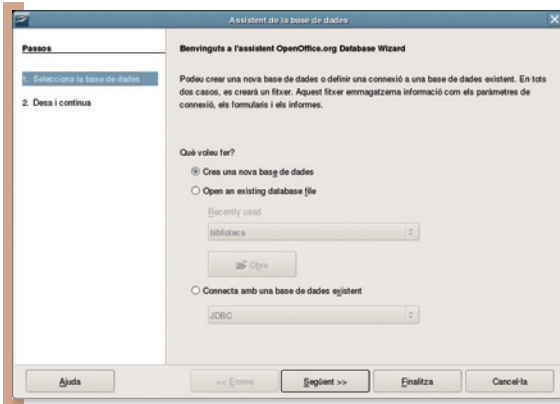 Assistent de la base de dades
Passos
1. Selecciona la base de dades
2. Desa i continua
Benvinguts a l'assistent OpenOffice.org Database Wizard
Podeu crear una nova base de dades o definir una connexió a una base de dades existent. En tots
dos casos, es crearà un fitxer. Aquest fitxer emmagatzema informació com els paràmetres de
connexió, els formularis i els informes.
Què voleu fer?
Crea una nova base de dades
Open an existing database file
Recently used
biblioteca
Obre
Connecta amb una base de dades existent
JDBC
Ajuda
<< Enrere
Següent >>
Finalitza
Cancel·la